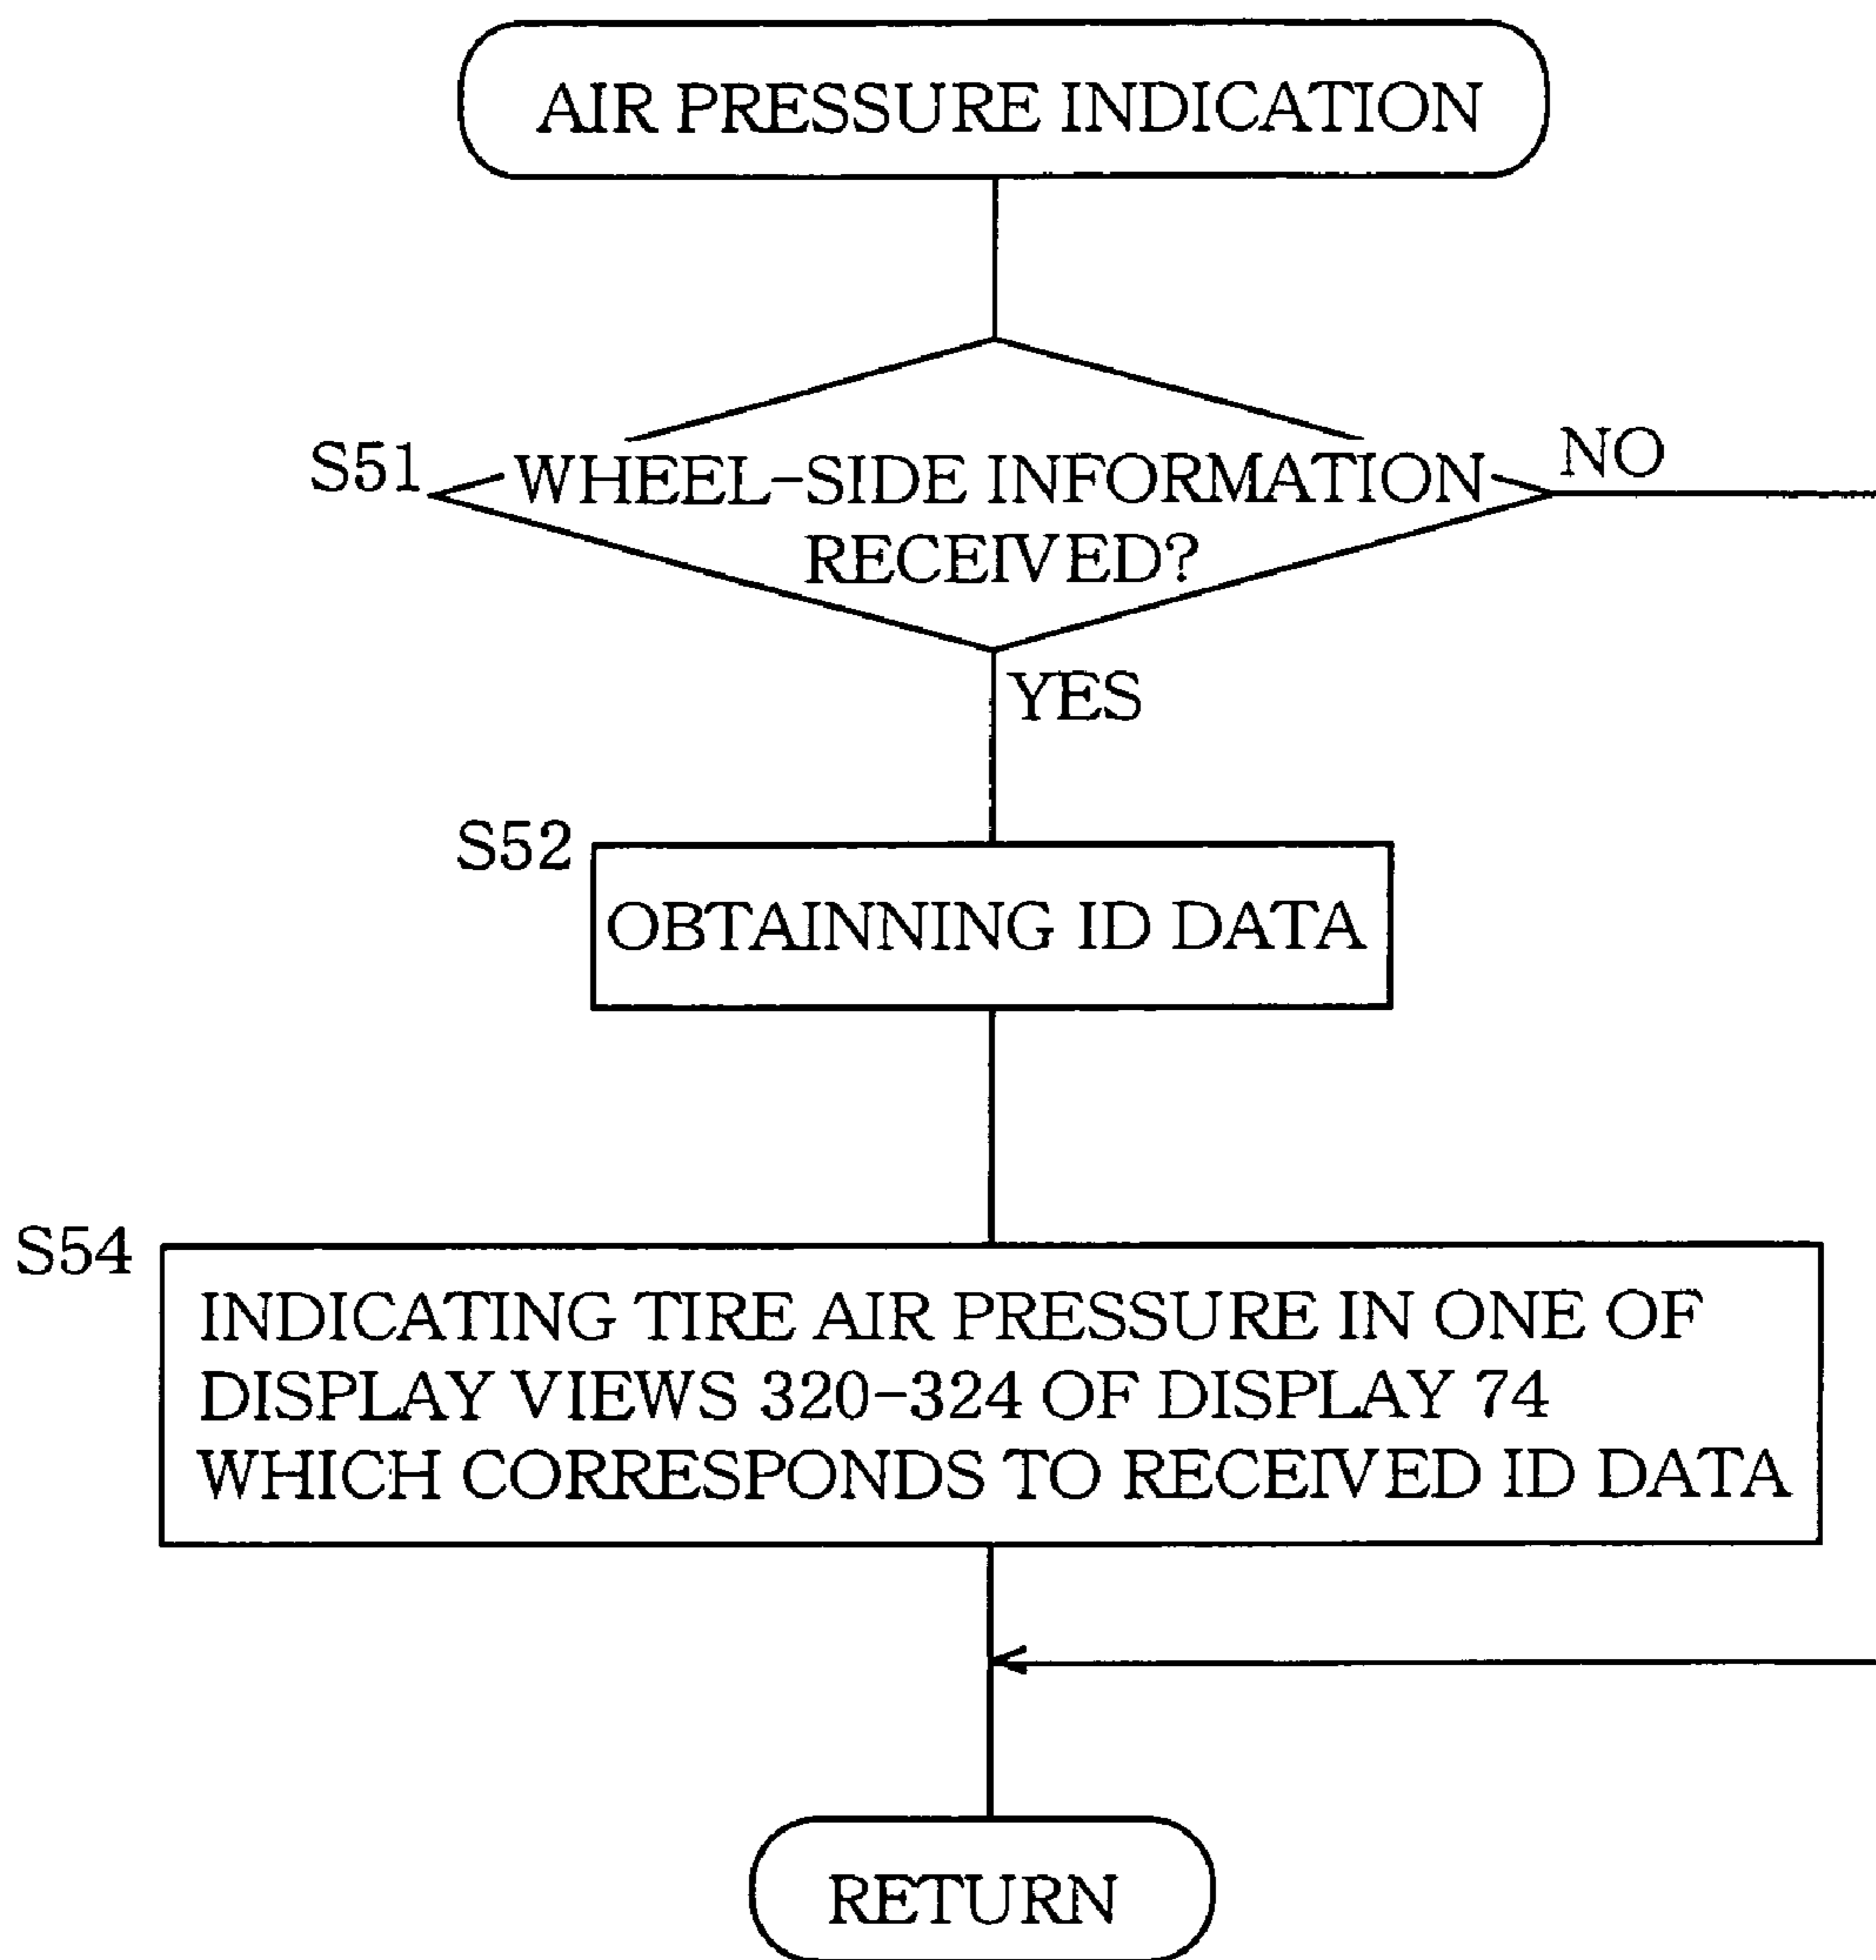 AIR PRESSURE INDICATION
S51
WHEEL-SIDE INFORMATION
RECEIVED?
NO
YES
S52
OBTAINNING ID DATA
S54
INDICATING TIRE AIR PRESSURE IN ONE OF
DISPLAY VIEWS 320-324 OF DISPLAY 74
WHICH CORRESPONDS TO RECEIVED ID DATA
RETURN